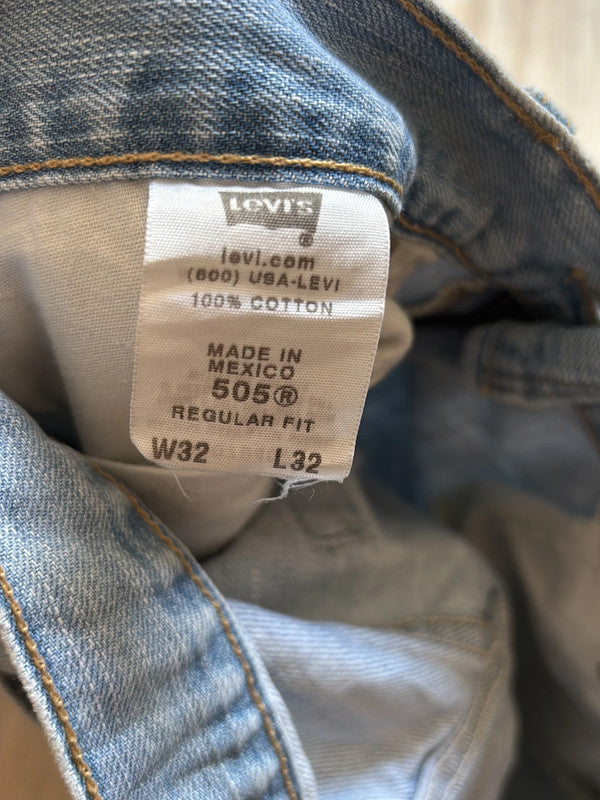 Levi's
®
levi.com
(800) USA-LEVI
100% COTTON
MADE IN
MEXICO
505®
REGULAR FIT
W32 L32